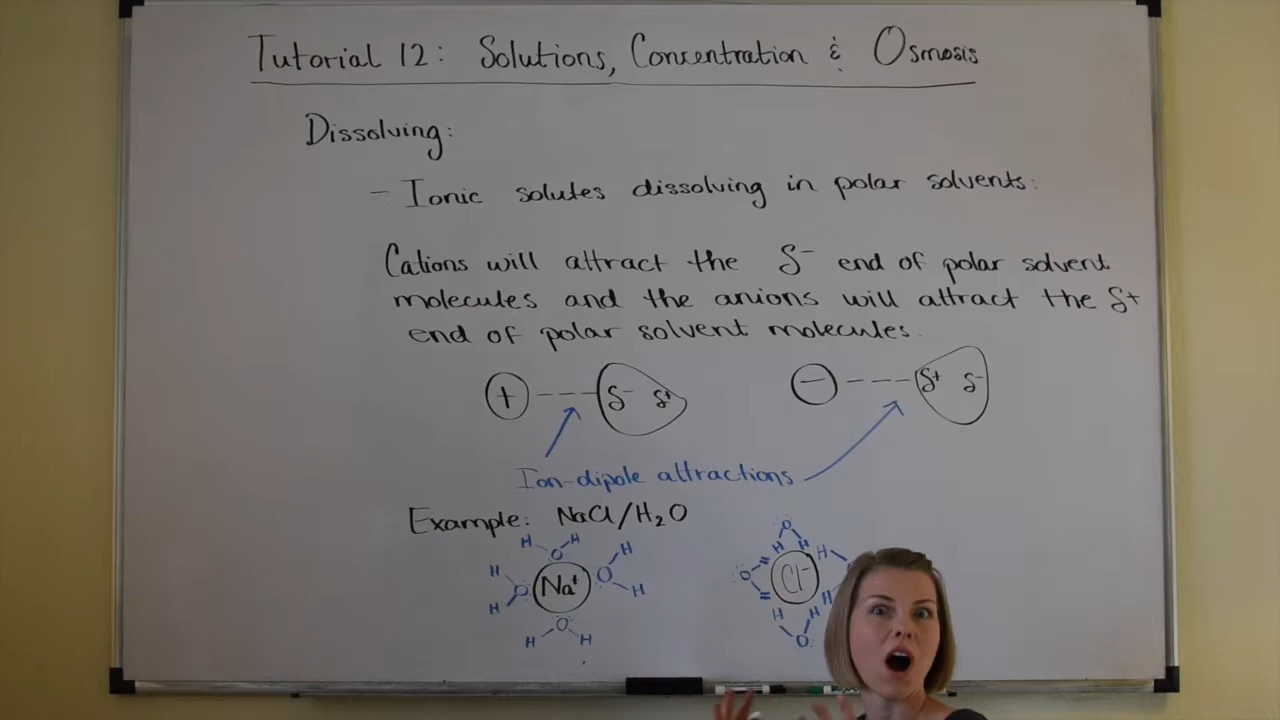 Tutorial 12: Solutions, Concentration & Osmosis
Dissolving:
- Ionic solutes dissolving in polar solvents:
Cations will attract the δ⁻ end of polar solvent
molecules and the anions will attract the δ+
end of polar solvent molecules.
+ --- δ⁻ δ+
− --- δ+ δ⁻
Ion-dipole attractions
Example: NaCl/H₂O
H O H
H O H
H O H
H O H
Na⁺
H O H
H O H
H O H
H H
Cl⁻